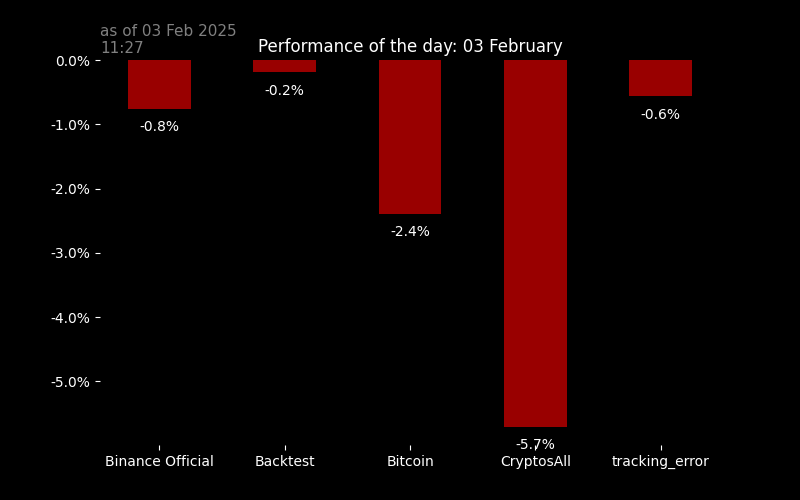 as of 03 Feb 2025
11:27
Performance of the day: 03 February
0.0%
-1.0%
-2.0%
-3.0%
-4.0%
-5.0%
-0.8%
-0.2%
-2.4%
-5.7%
-0.6%
Binance Official
Backtest
Bitcoin
CryptosAll
tracking_error